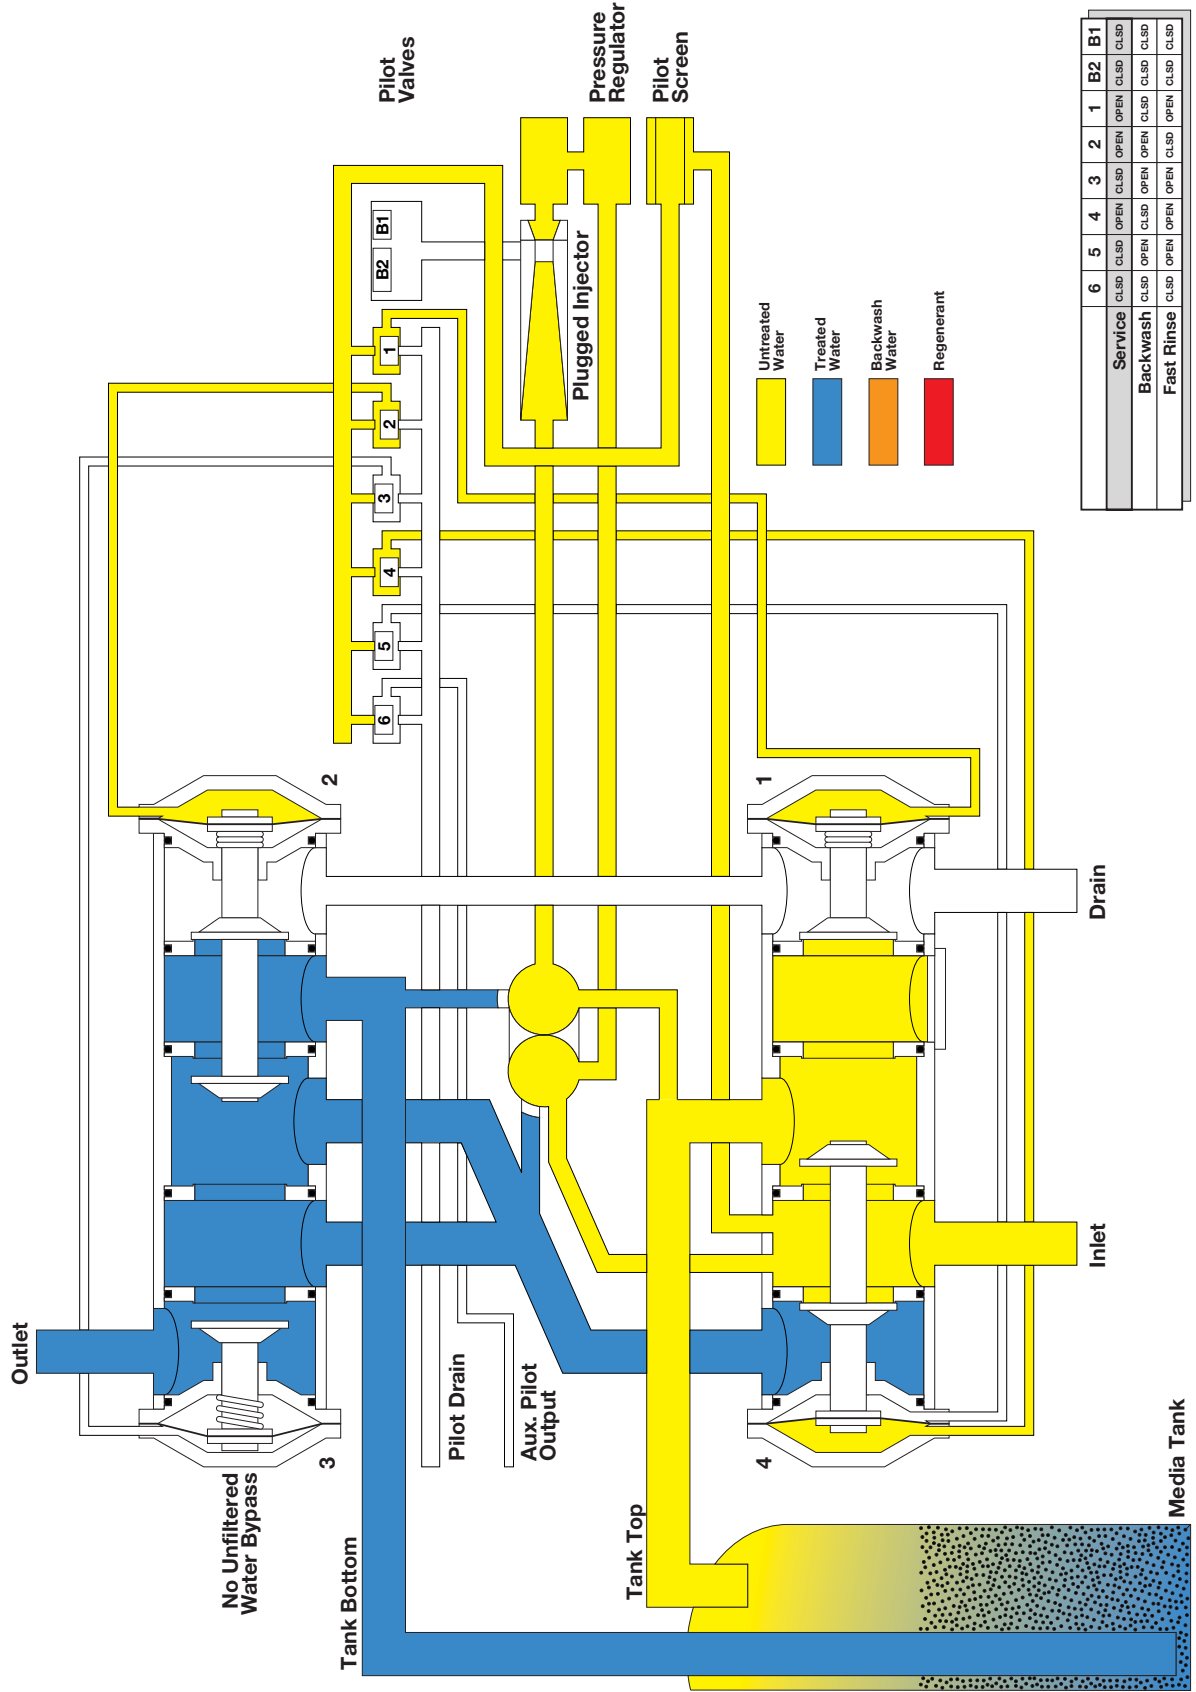 Outlet
No Unfiltered
Water Bypass
3
2
Tank Bottom
Pilot
Valves
6
5
4
3
2
1
B2
B1
Pilot Drain
Aux. Pilot
Output
Plugged Injector
Pressure
Regulator
Pilot
Screen
Tank Top
4
1
Untreated
Water
Treated
Water
Backwash
Water
Regenerant
Inlet
Drain
Media Tank
6 5 4 3 2 1 B2 B1
Service CLSD CLSD OPEN CLSD OPEN OPEN CLSD CLSD
Backwash CLSD OPEN CLSD OPEN OPEN CLSD CLSD CLSD
Fast Rinse CLSD OPEN OPEN OPEN CLSD OPEN CLSD CLSD